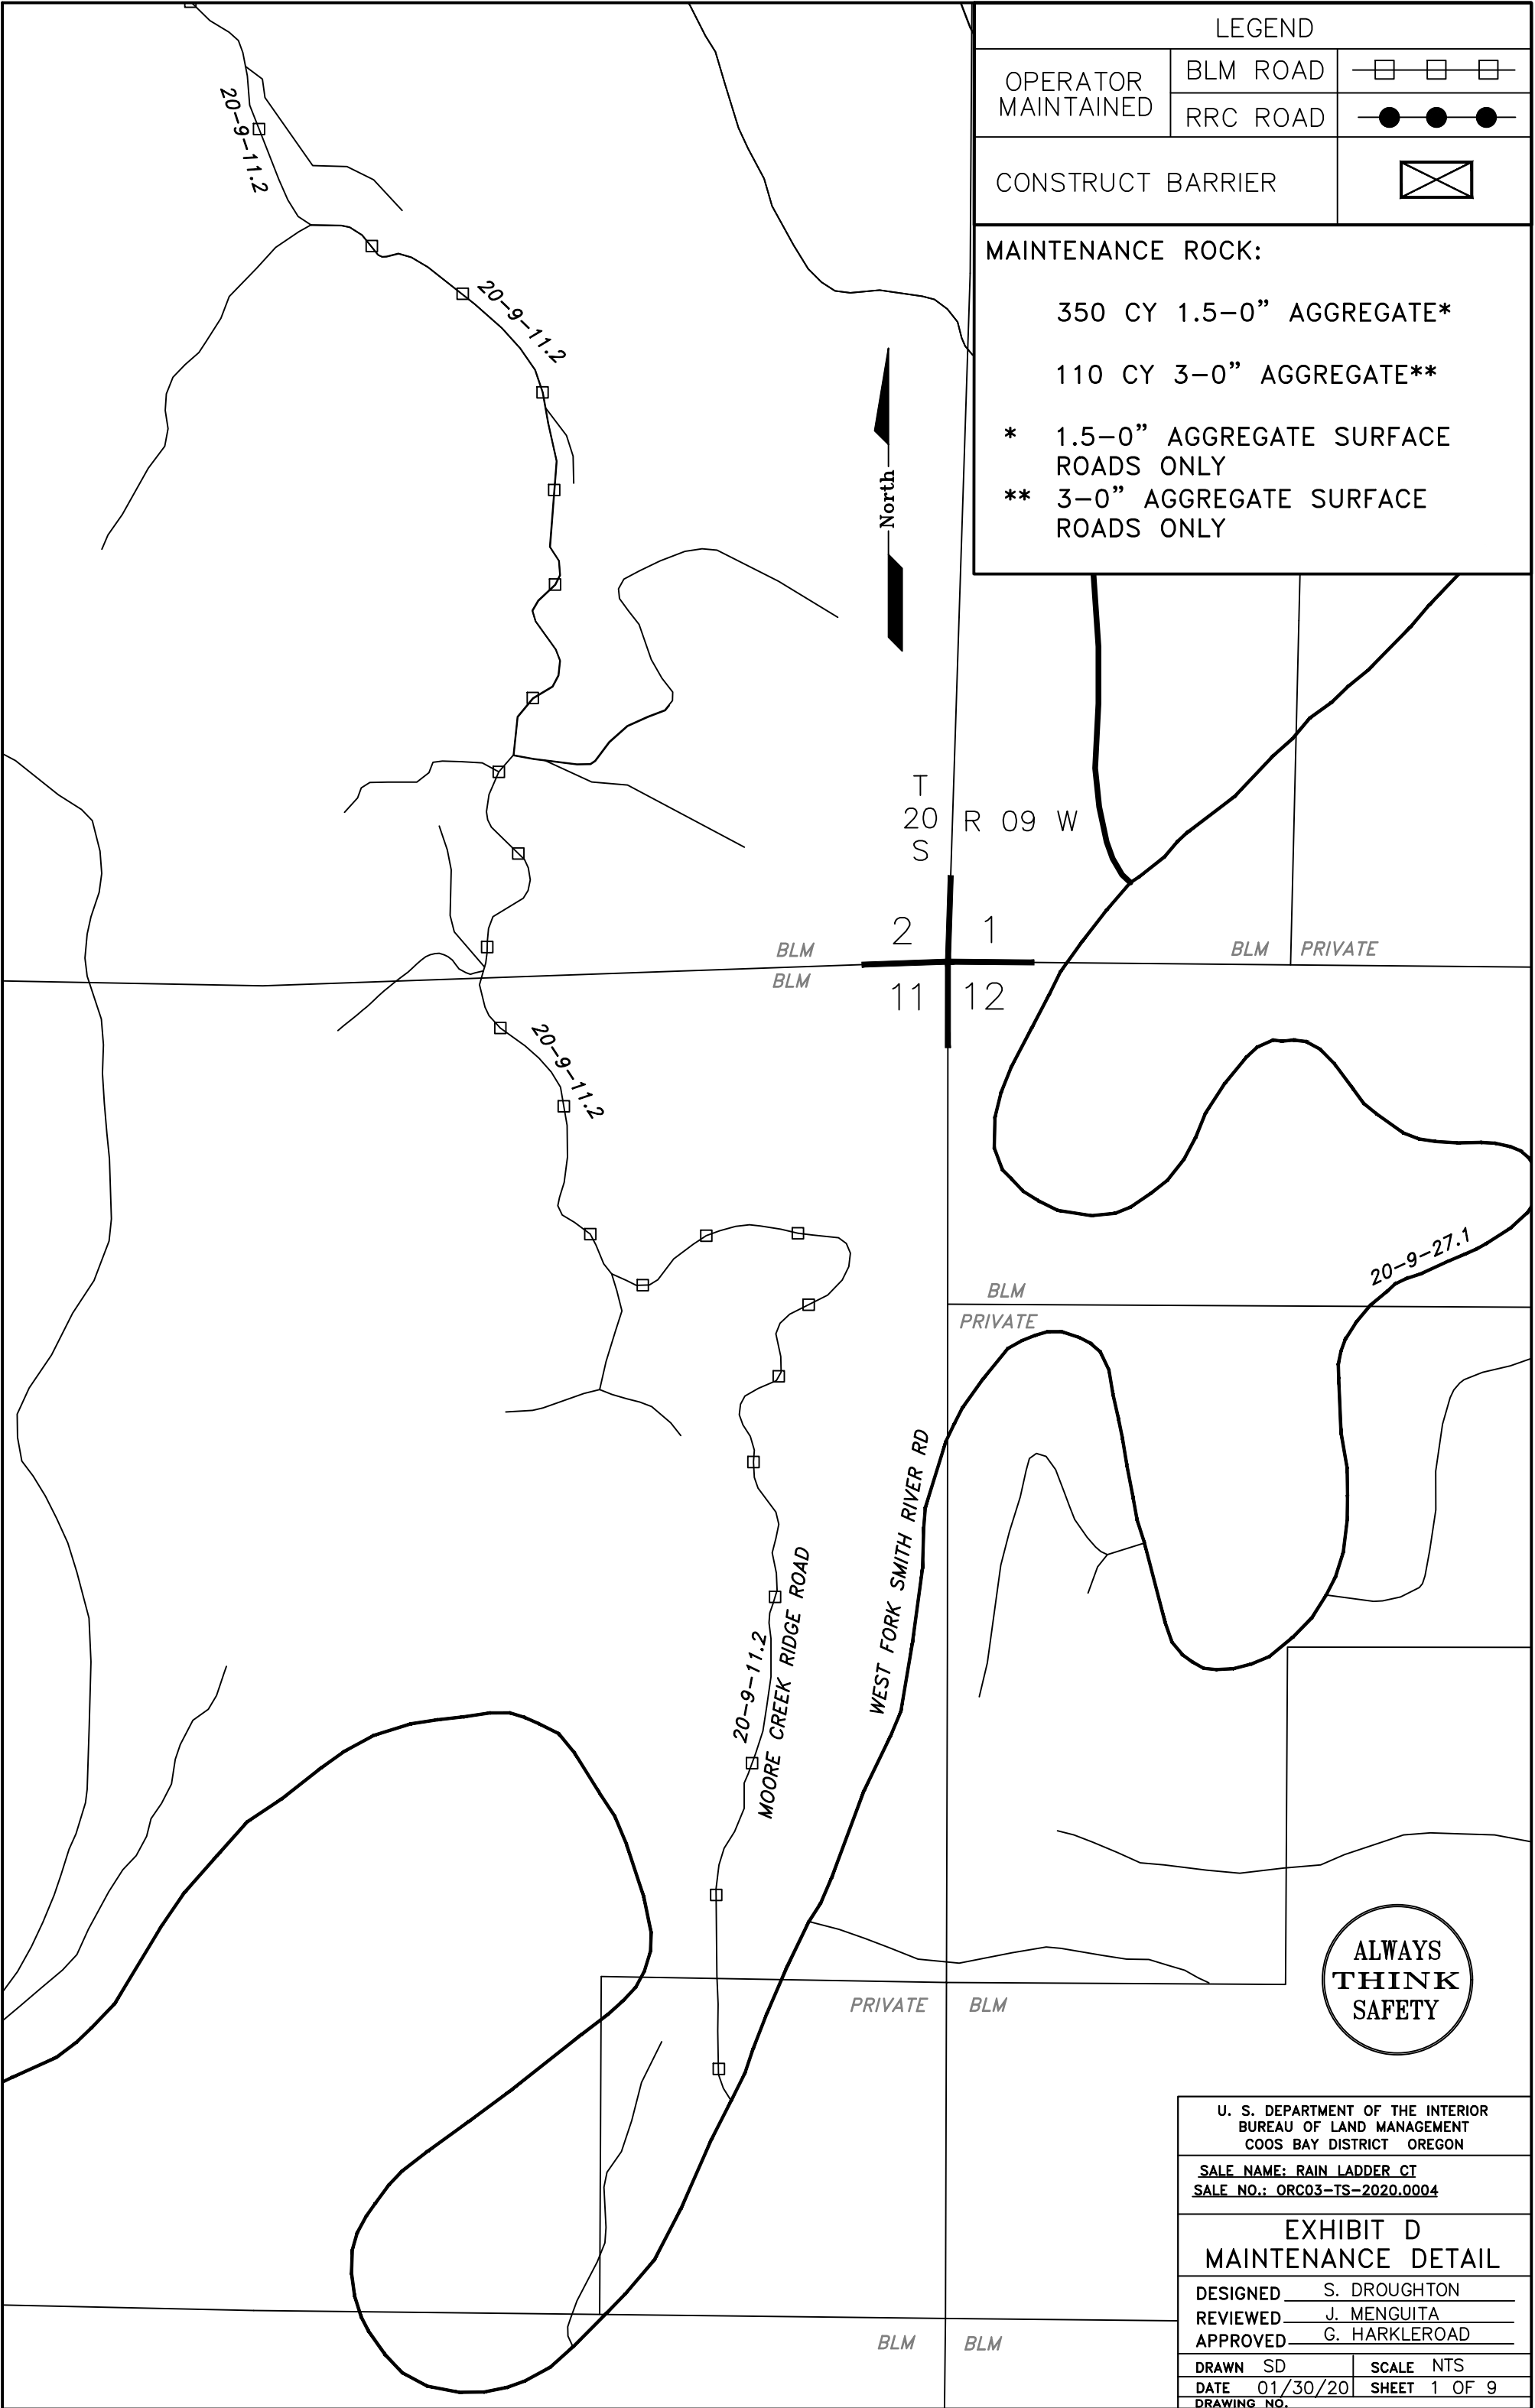 LEGEND
OPERATOR MAINTAINED
BLM ROAD
RRC ROAD
CONSTRUCT BARRIER
MAINTENANCE ROCK:
350 CY 1.5-0" AGGREGATE*
110 CY 3-0" AGGREGATE**
* 1.5-0" AGGREGATE SURFACE
ROADS ONLY
** 3-0" AGGREGATE SURFACE
ROADS ONLY
20-9-11.2
20-9-11.2
North
T
20 R 09 W
S
2 1
BLM
BLM
BLM PRIVATE
11 12
20-9-11.2
20-9-27.1
BLM
PRIVATE
WEST FORK SMITH RIVER RD
20-9-11.2
MOORE CREEK RIDGE ROAD
PRIVATE BLM
ALWAYS
THINK
SAFETY
BLM BLM
U. S. DEPARTMENT OF THE INTERIOR
BUREAU OF LAND MANAGEMENT
COOS BAY DISTRICT OREGON
SALE NAME: RAIN LADDER CT
SALE NO.: ORC03-TS-2020.0004
EXHIBIT D
MAINTENANCE DETAIL
DESIGNED S. DROUGHTON
REVIEWED J. MENGUITA
APPROVED G. HARKLEROAD
DRAWN SD SCALE NTS
DATE 01/30/20 SHEET 1 OF 9
DRAWING NO.